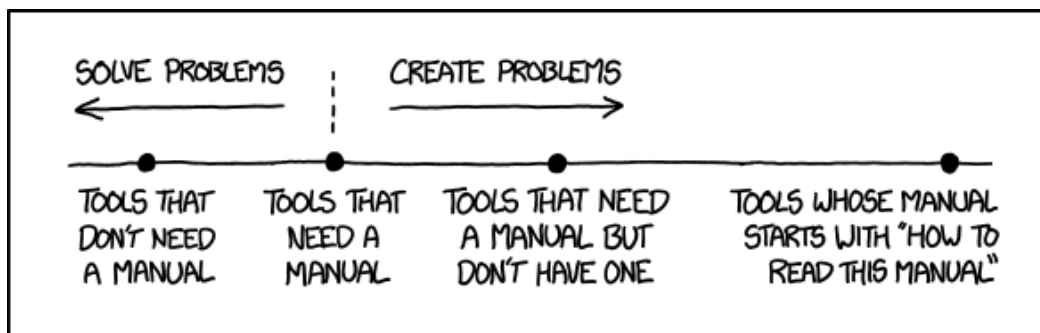 SOLVE PROBLEMS
CREATE PROBLEMS
TOOLS THAT
DON'T NEED
A MANUAL
TOOLS THAT
NEED A
MANUAL
TOOLS THAT NEED
A MANUAL BUT
DON'T HAVE ONE
TOOLS WHOSE MANUAL
STARTS WITH "HOW TO
READ THIS MANUAL"